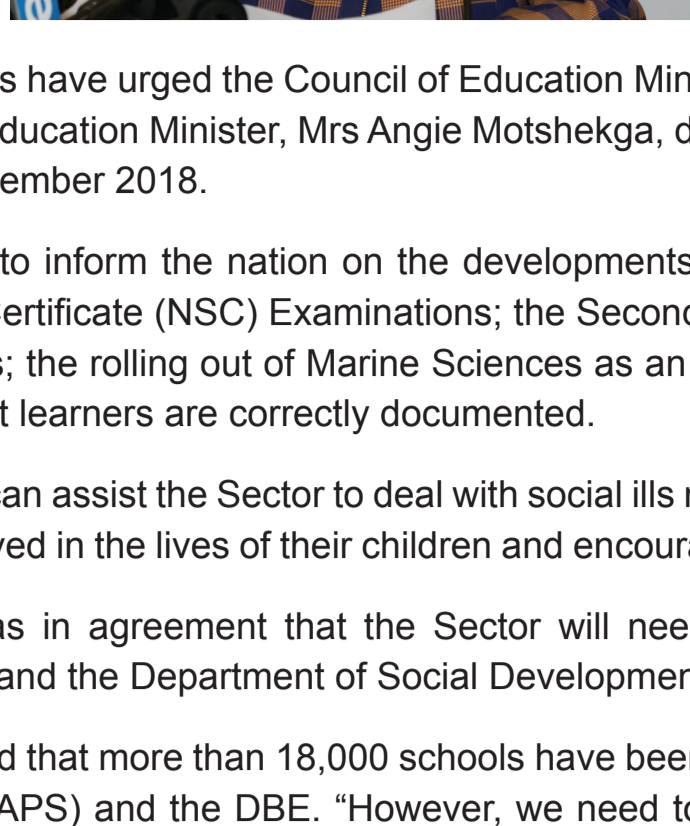 s have urged the Council of Education Min
ducation Minister, Mrs Angie Motshekga, d
ember 2018.
to inform the nation on the developments
Certificate (NSC) Examinations; the Second
s; the rolling out of Marine Sciences as an
t learners are correctly documented.
can assist the Sector to deal with social ills
ved in the lives of their children and encoura
as in agreement that the Sector will nee
and the Department of Social Developmen
d that more than 18,000 schools have been
APS) and the DBE. “However, we need to